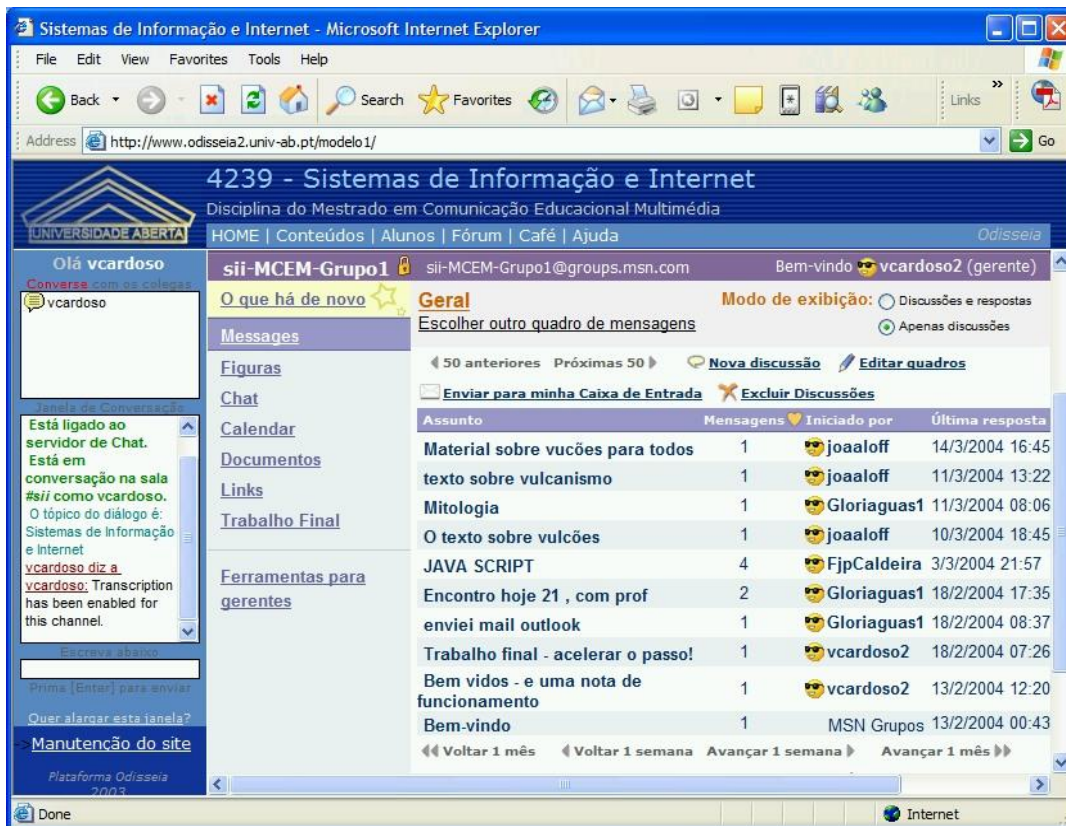 Sistemas de Informação e Internet - Microsoft Internet Explorer
File Edit View Favorites Tools Help
Back Search Favorites Links »
Address http://www.odisseia2.univ-ab.pt/modelo1/ Go
UNIVERSIDADE ABERTA
4239 - Sistemas de Informação e Internet
Disciplina do Mestrado em Comunicação Educacional Multimédia
HOME | Conteúdos | Alunos | Fórum | Café | Ajuda
Odisseia
Olá vcardoso
Converse com os colegas
vcardoso
Janela de Conversação
Está ligado ao
servidor de Chat.
Está em
conversação na sala
#sii como vcardoso.
O tópico do diálogo é:
Sistemas de Informação
e Internet
vcardoso diz a
vcardoso: Transcription
has been enabled for
this channel.
Escreva abaixo
Prima [Enter] para enviar
Quer alargar esta janela?
->Manutenção do site
Plataforma Odisseia
2003
sii-MCEM-Grupo1 sii-MCEM-Grupo1@groups.msn.com Bem-vindo vcardoso2 (gerente)
O que há de novo
Messages
Figuras
Chat
Calendar
Documentos
Links
Trabalho Final
Ferramentas para
gerentes
Geral Modo de exibição: Discussões e respostas
Escolher outro quadro de mensagens Apenas discussões
50 anteriores Próximas 50 Nova discussão Editar quadros
Enviar para minha Caixa de Entrada Excluir Discussões
Assunto Mensagens Iniciado por Última resposta
Material sobre vucões para todos 1 joaaloff 14/3/2004 16:45
texto sobre vulcanismo 1 joaaloff 11/3/2004 13:22
Mitologia 1 Gloriaguas1 11/3/2004 08:06
O texto sobre vulcões 1 joaaloff 10/3/2004 18:45
JAVA SCRIPT 4 FjpCaldeira 3/3/2004 21:57
Encontro hoje 21 , com prof 2 Gloriaguas1 18/2/2004 17:35
enviei mail outlook 1 Gloriaguas1 18/2/2004 08:37
Trabalho final - acelerar o passo! 1 vcardoso2 18/2/2004 07:26
Bem vidos - e uma nota de
funcionamento 1 vcardoso2 13/2/2004 12:20
Bem-vindo 1 MSN Grupos 13/2/2004 00:43
Voltar 1 mês Voltar 1 semana Avançar 1 semana Avançar 1 mês
Done Internet